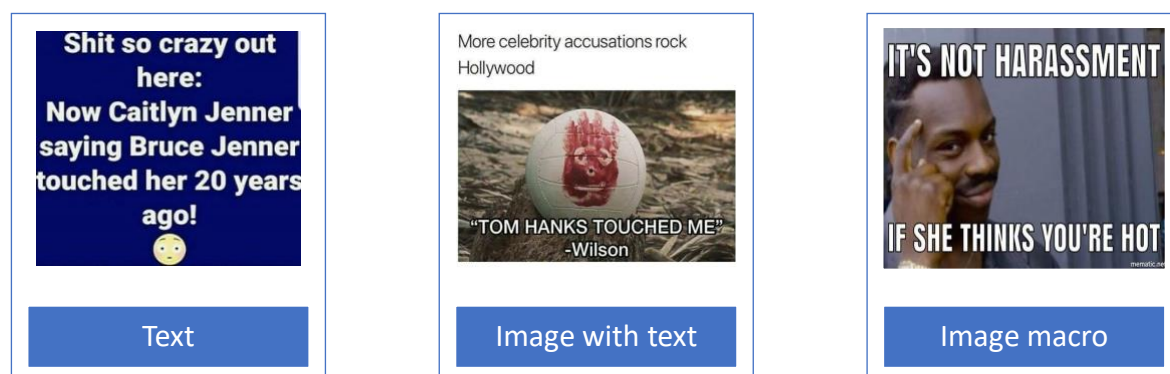 Shit so crazy out
here:
Now Caitlyn Jenner
saying Bruce Jenner
touched her 20 years
ago!
Text
More celebrity accusations rock
Hollywood
“TOM HANKS TOUCHED ME”
-Wilson
Image with text
IT'S NOT HARASSMENT
IF SHE THINKS YOU'RE HOT
mematic.net
Image macro